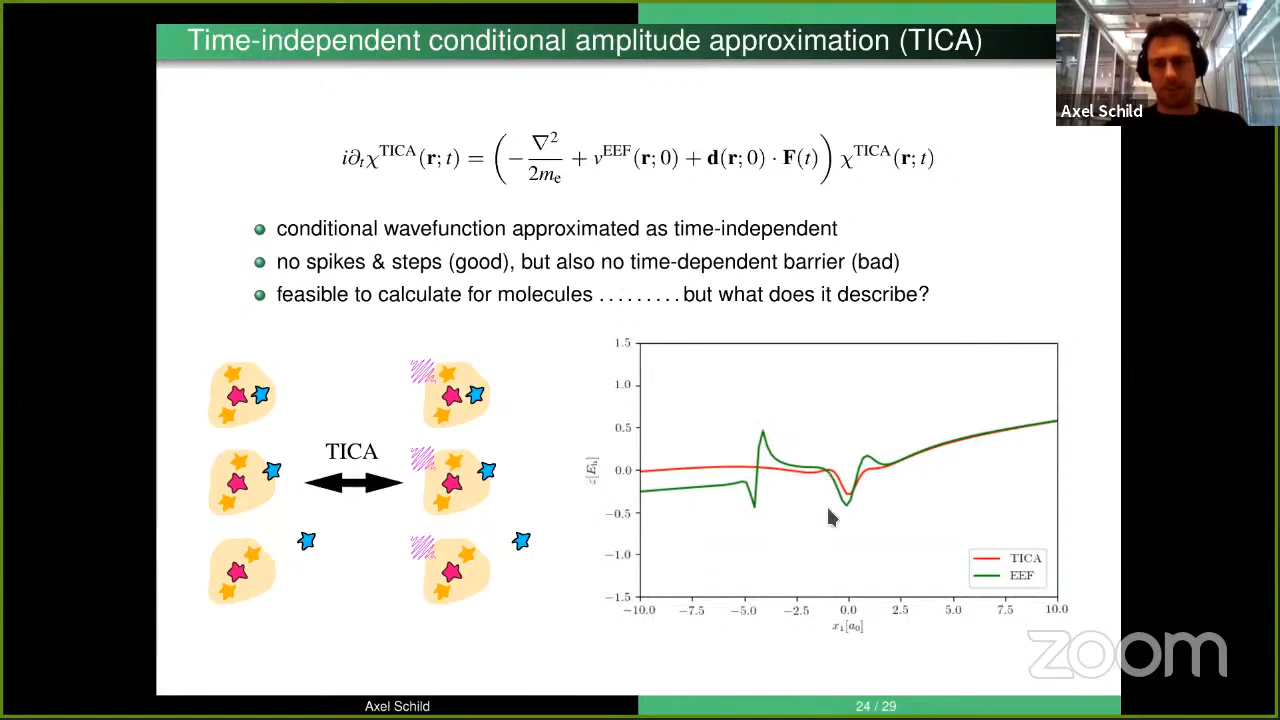 Time-independent conditional amplitude approximation (TICA)
Axel Schild
i∂ₜχ^TICA(r; t) = ( − ∇²/2mₑ + v^EEF(r; 0) + d(r; 0) · F(t) ) χ^TICA(r; t)
conditional wavefunction approximated as time-independent
no spikes & steps (good), but also no time-dependent barrier (bad)
feasible to calculate for molecules . . . . . . . . . but what does it describe?
TICA
1.5
1.0
0.5
0.0
−0.5
−1.0
−1.5
ε[Eₕ]
TICA
EEF
−10.0 −7.5 −5.0 −2.5 0.0 2.5 5.0 7.5 10.0
x₁[a₀]
zoom
Axel Schild
24 / 29